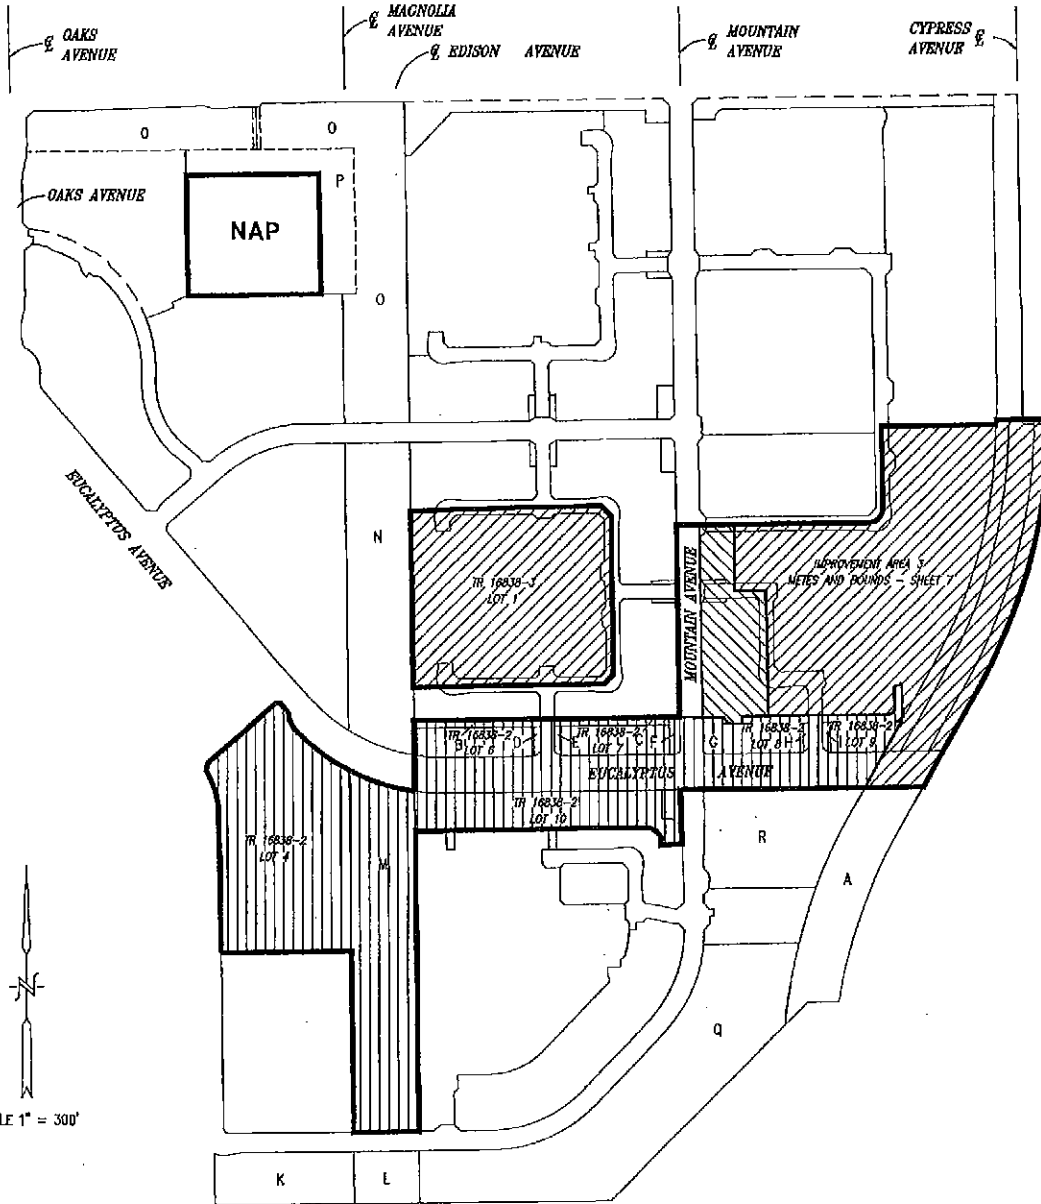 ℄ OAKS
AVENUE
℄ MAGNOLIA
AVENUE
℄ EDISON AVENUE
℄ MOUNTAIN
AVENUE
CYPRESS ℄
AVENUE
O
O
P
OAKS AVENUE
NAP
O
EUCALYPTUS AVENUE
N
TR 16838-3
LOT 1
MOUNTAIN AVENUE
IMPROVEMENT AREA 3
METES AND BOUNDS - SHEET 7
TR 16838-2
LOT 6
B
D
E
TR 16838-2
LOT 7
C
F
G
TR 16838-2
LOT 8
H
I
TR 16838-2
LOT 9
EUCALYPTUS AVENUE
TR 16838-2
LOT 10
TR 16838-2
LOT 4
M
R
A
N
Q
LE 1" = 300'
K
L